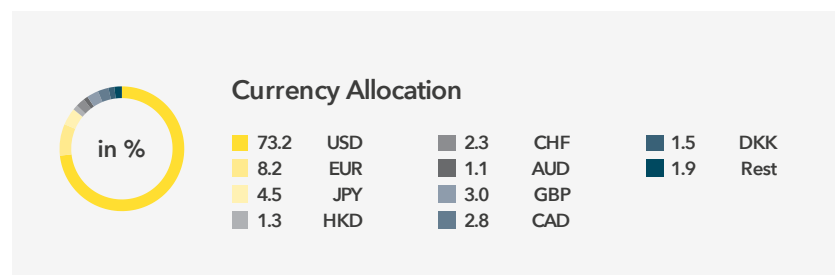 Currency Allocation
in %
73.2 USD
8.2 EUR
4.5 JPY
1.3 HKD
2.3 CHF
1.1 AUD
3.0 GBP
2.8 CAD
1.5 DKK
1.9 Rest